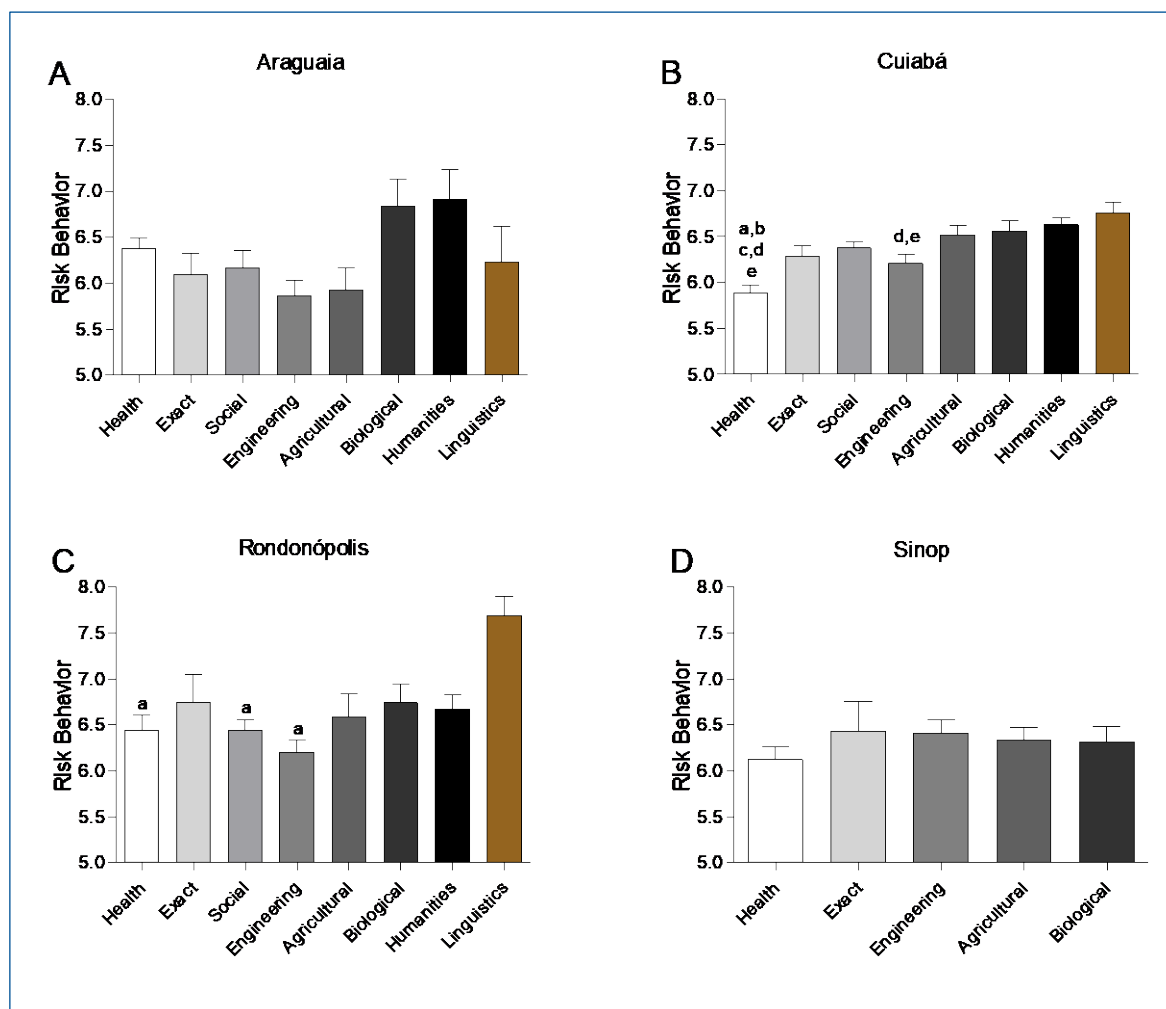 A
Araguaia
Risk Behavior
8.0
7.5
7.0
6.5
6.0
5.5
5.0
Health
Exact
Social
Engineering
Agricultural
Biological
Humanities
Linguistics
B
Cuiabá
Risk Behavior
8.0
7.5
7.0
6.5
6.0
5.5
5.0
a,b
c,d
e
d,e
Health
Exact
Social
Engineering
Agricultural
Biological
Humanities
Linguistics
C
Rondonópolis
Risk Behavior
8.0
7.5
7.0
6.5
6.0
5.5
5.0
a
a
a
Health
Exact
Social
Engineering
Agricultural
Biological
Humanities
Linguistics
D
Sinop
Risk Behavior
8.0
7.5
7.0
6.5
6.0
5.5
5.0
Health
Exact
Engineering
Agricultural
Biological